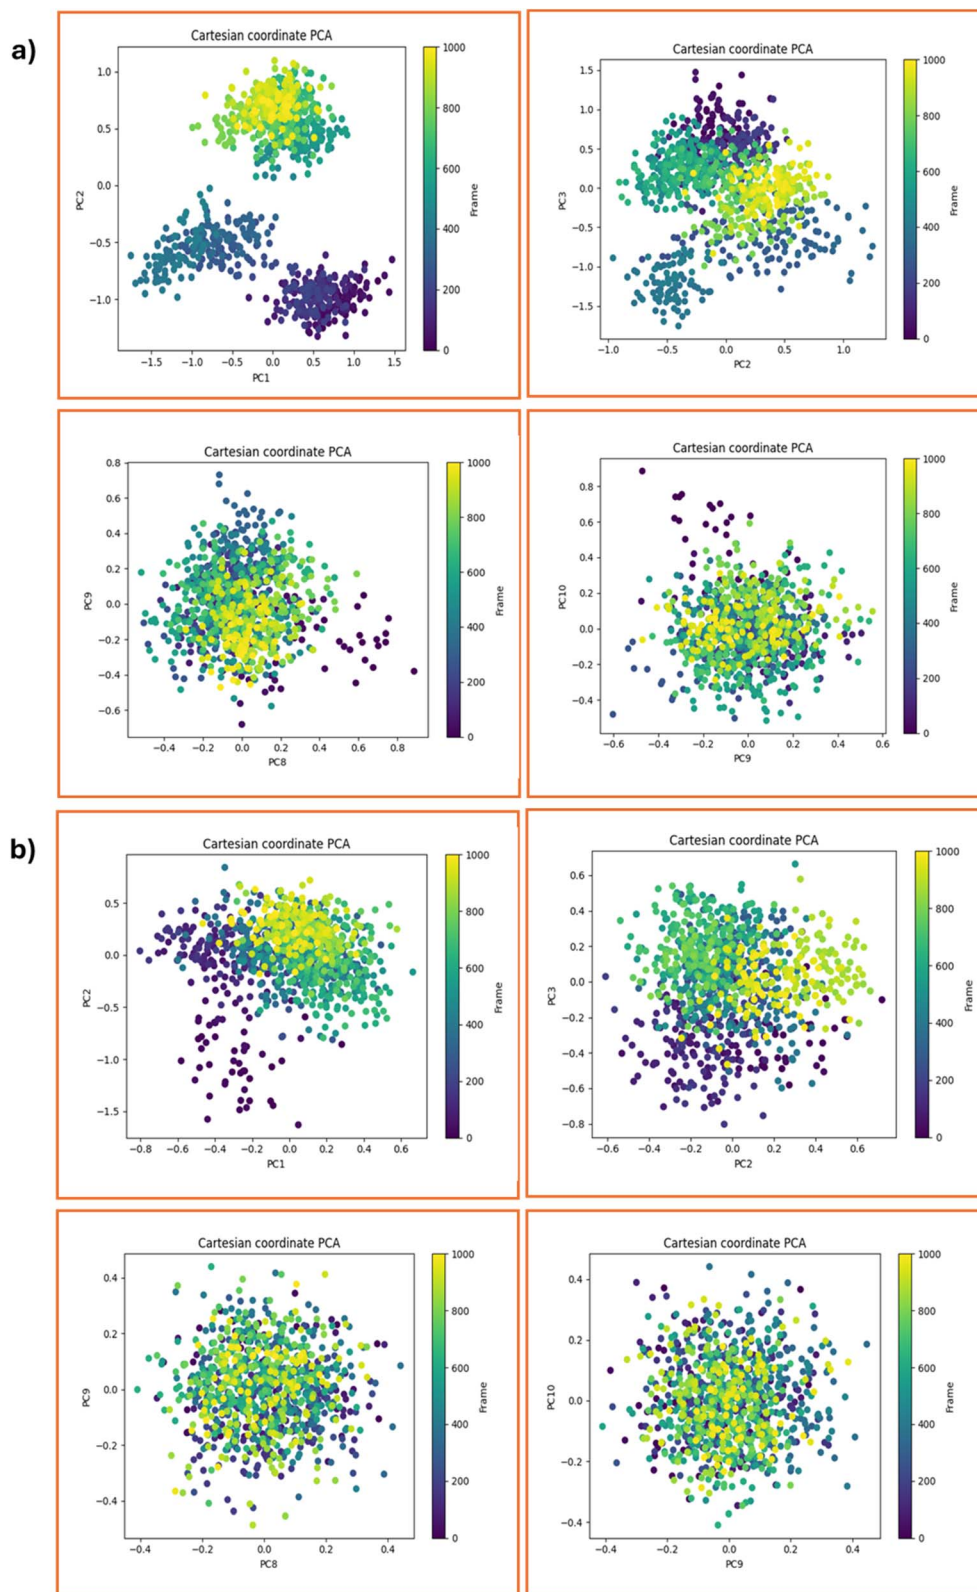 a)
Cartesian coordinate PCA
PC2
1.0
0.5
0.0
−0.5
−1.0
−1.5 −1.0 −0.5 0.0 0.5 1.0 1.5
PC1
1000
800
600
400
200
0
Frame
Cartesian coordinate PCA
PC3
1.5
1.0
0.5
0.0
−0.5
−1.0
−1.5
−1.0 −0.5 0.0 0.5 1.0
PC2
1000
800
600
400
200
0
Frame
Cartesian coordinate PCA
PC9
0.8
0.6
0.4
0.2
0.0
−0.2
−0.4
−0.6
−0.4 −0.2 0.0 0.2 0.4 0.6 0.8
PC8
1000
800
600
400
200
0
Frame
Cartesian coordinate PCA
PC10
0.8
0.6
0.4
0.2
0.0
−0.2
−0.4
−0.6 −0.4 −0.2 0.0 0.2 0.4 0.6
PC9
1000
800
600
400
200
0
Frame
b)
Cartesian coordinate PCA
PC2
0.5
0.0
−0.5
−1.0
−1.5
−0.8 −0.6 −0.4 −0.2 0.0 0.2 0.4 0.6
PC1
1000
800
600
400
200
0
Frame
Cartesian coordinate PCA
PC3
0.6
0.4
0.2
0.0
−0.2
−0.4
−0.6
−0.8
−0.6 −0.4 −0.2 0.0 0.2 0.4 0.6
PC2
1000
800
600
400
200
0
Frame
Cartesian coordinate PCA
PC9
0.4
0.2
0.0
−0.2
−0.4
−0.4 −0.2 0.0 0.2 0.4
PC8
1000
800
600
400
200
0
Frame
Cartesian coordinate PCA
PC10
0.4
0.2
0.0
−0.2
−0.4
−0.4 −0.2 0.0 0.2 0.4
PC9
1000
800
600
400
200
0
Frame